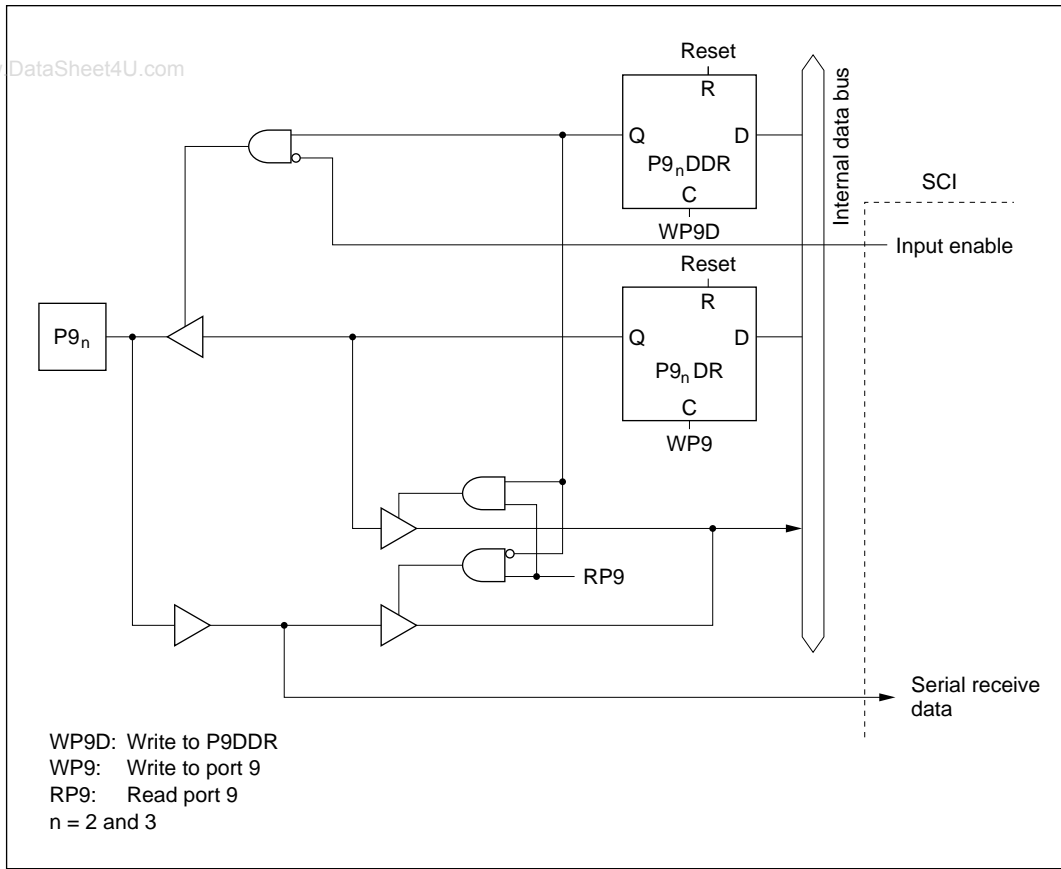 .DataSheet4U.com
Reset
R
Q
D
P9nDDR
C
WP9D
Internal data bus
SCI
Input enable
Reset
R
P9n
Q
D
P9n DR
C
WP9
RP9
Serial receive
data
WP9D: Write to P9DDR
WP9: Write to port 9
RP9: Read port 9
n = 2 and 3